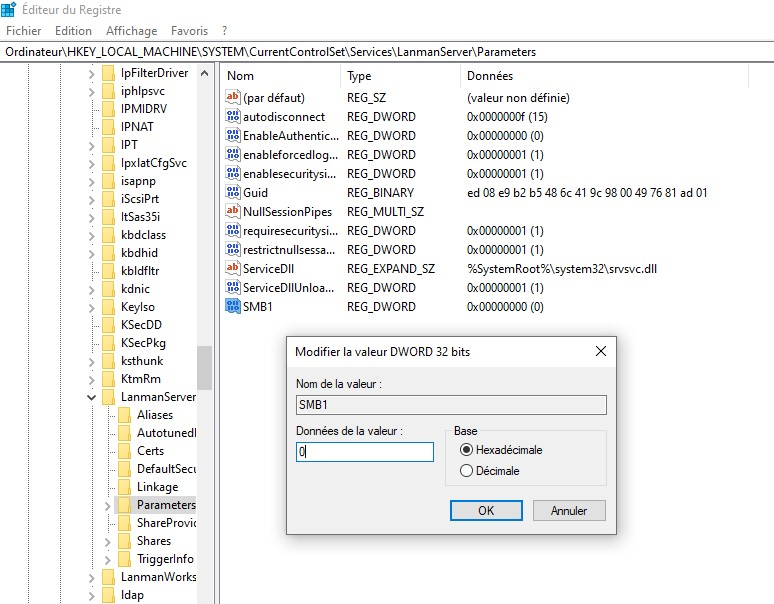 Éditeur du Registre
Fichier Edition Affichage Favoris ?
Ordinateur\HKEY_LOCAL_MACHINE\SYSTEM\CurrentControlSet\Services\LanmanServer\Parameters
IpFilterDriver
iphlpsvc
IPMIDRV
IPNAT
IPT
IpxlatCfgSvc
isapnp
iScsiPrt
ItSas35i
kbdclass
kbdhid
kbldfltr
kdnic
KeyIso
KSecDD
KSecPkg
ksthunk
KtmRm
LanmanServer
Aliases
Autotunedl
Certs
DefaultSecu
Linkage
Parameters
ShareProvid
Shares
TriggerInfo
LanmanWorks
ldap
Nom Type Données
ab (par défaut) REG_SZ (valeur non définie)
autodisconnect REG_DWORD 0x0000000f (15)
EnableAuthentic... REG_DWORD 0x00000000 (0)
enableforcedlog... REG_DWORD 0x00000001 (1)
enablesecuritysi... REG_DWORD 0x00000001 (1)
Guid REG_BINARY ed 08 e9 b2 b5 48 6c 41 9c 98 00 49 76 81 ad 01
ab NullSessionPipes REG_MULTI_SZ
requiresecuritysi... REG_DWORD 0x00000001 (1)
restrictnullsessa... REG_DWORD 0x00000001 (1)
ab ServiceDll REG_EXPAND_SZ %SystemRoot%\system32\srvsvc.dll
ServiceDllUnloa... REG_DWORD 0x00000001 (1)
SMB1 REG_DWORD 0x00000000 (0)
Modifier la valeur DWORD 32 bits
Nom de la valeur :
SMB1
Données de la valeur :
0
Base
Hexadécimale
Décimale
OK Annuler